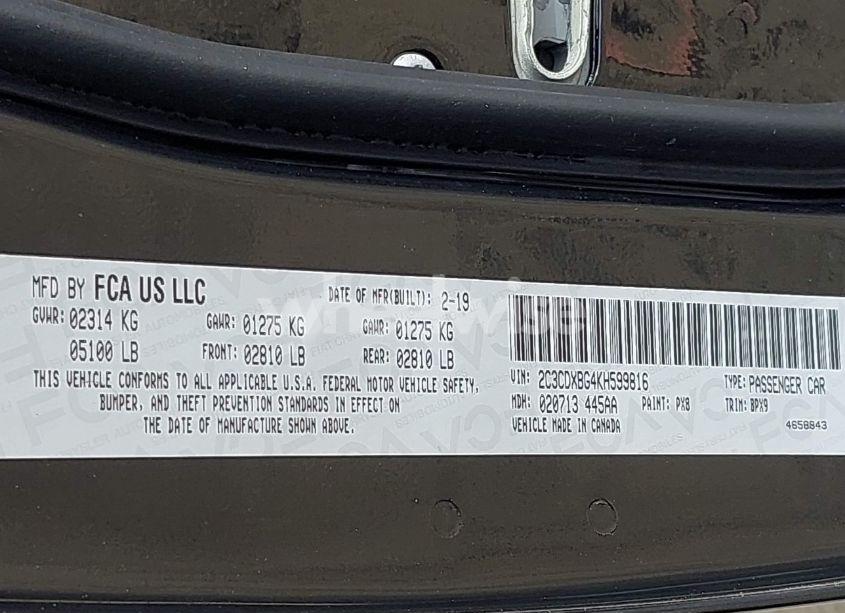 MFD BY FCA US LLC
DATE OF MFR(BUILT): 2-19
GVWR: 02314 KG GAWR: 01275 KG GAWR: 01275 KG
05100 LB FRONT: 02810 LB REAR: 02810 LB
THIS VEHICLE CONFORMS TO ALL APPLICABLE U.S.A. FEDERAL MOTOR VEHICLE SAFETY,
BUMPER, AND THEFT PREVENTION STANDARDS IN EFFECT ON
THE DATE OF MANUFACTURE SHOWN ABOVE.
VIN: 2C3CDXBG4KH599816 TYPE: PASSENGER CAR
MDH: 020713 445AA PAINT: PX8 TRIM: BPX9
VEHICLE MADE IN CANADA 4658843